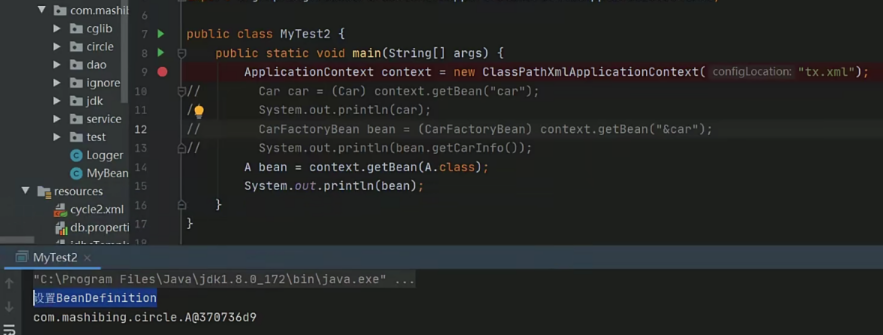 com.mashibing
cglib
circle
dao
ignore
jdk
service
test
Logger
MyBean
resources
cycle2.xml
db.properti
6
7 public class MyTest2 {
8 public static void main(String[] args) {
9 ApplicationContext context = new ClassPathXmlApplicationContext( configLocation: "tx.xml");
10 // Car car = (Car) context.getBean("car");
11 / System.out.println(car);
12 // CarFactoryBean bean = (CarFactoryBean) context.getBean("&car");
13 // System.out.println(bean.getCarInfo());
14 A bean = context.getBean(A.class);
15 System.out.println(bean);
16 }
17 }
MyTest2 ×
"C:\Program Files\Java\jdk1.8.0_172\bin\java.exe" ...
设置BeanDefinition
com.mashibing.circle.A@370736d9